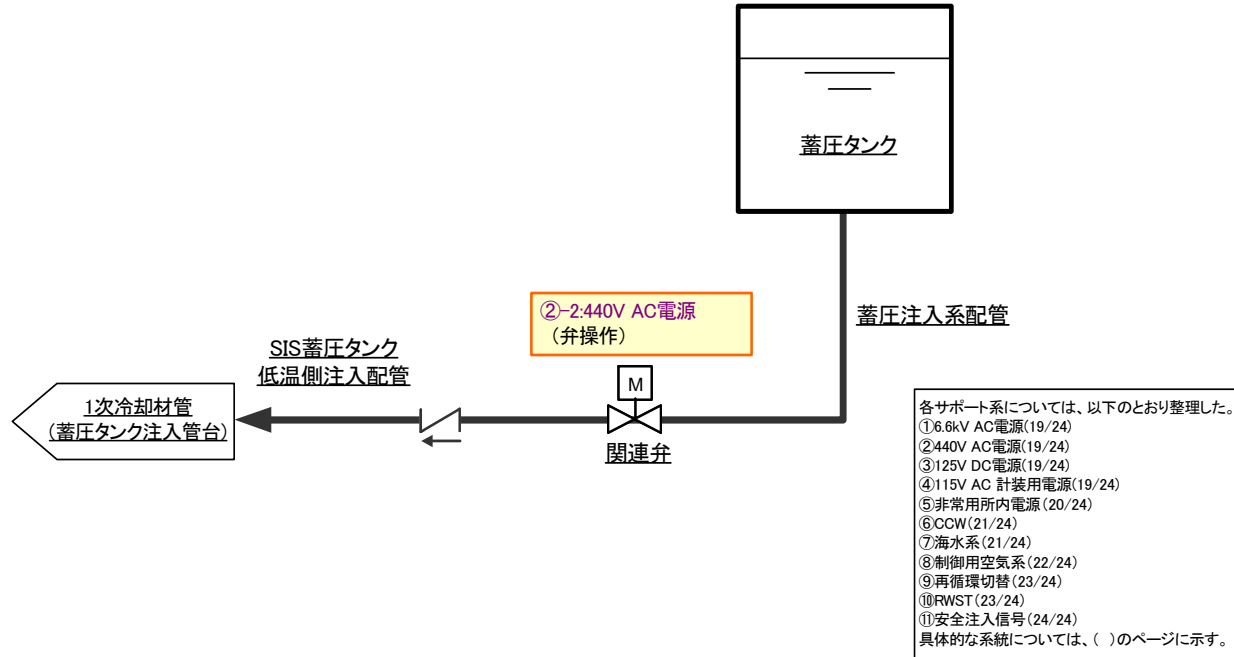 蓄圧タンク
②-2:440V AC電源
（弁操作）
蓄圧注入系配管
SIS蓄圧タンク
低温側注入配管
M
1次冷却材管
(蓄圧タンク注入管台)
関連弁
各サポート系については、以下のとおり整理した。
①6.6kV AC電源(19/24)
②440V AC電源(19/24)
③125V DC電源(19/24)
④115V AC 計装用電源(19/24)
⑤非常用所内電源(20/24)
⑥CCW(21/24)
⑦海水系(21/24)
⑧制御用空気系(22/24)
⑨再循環切替(23/24)
⑩RWST(23/24)
⑪安全注入信号(24/24)
具体的な系統については、( )のページに示す。